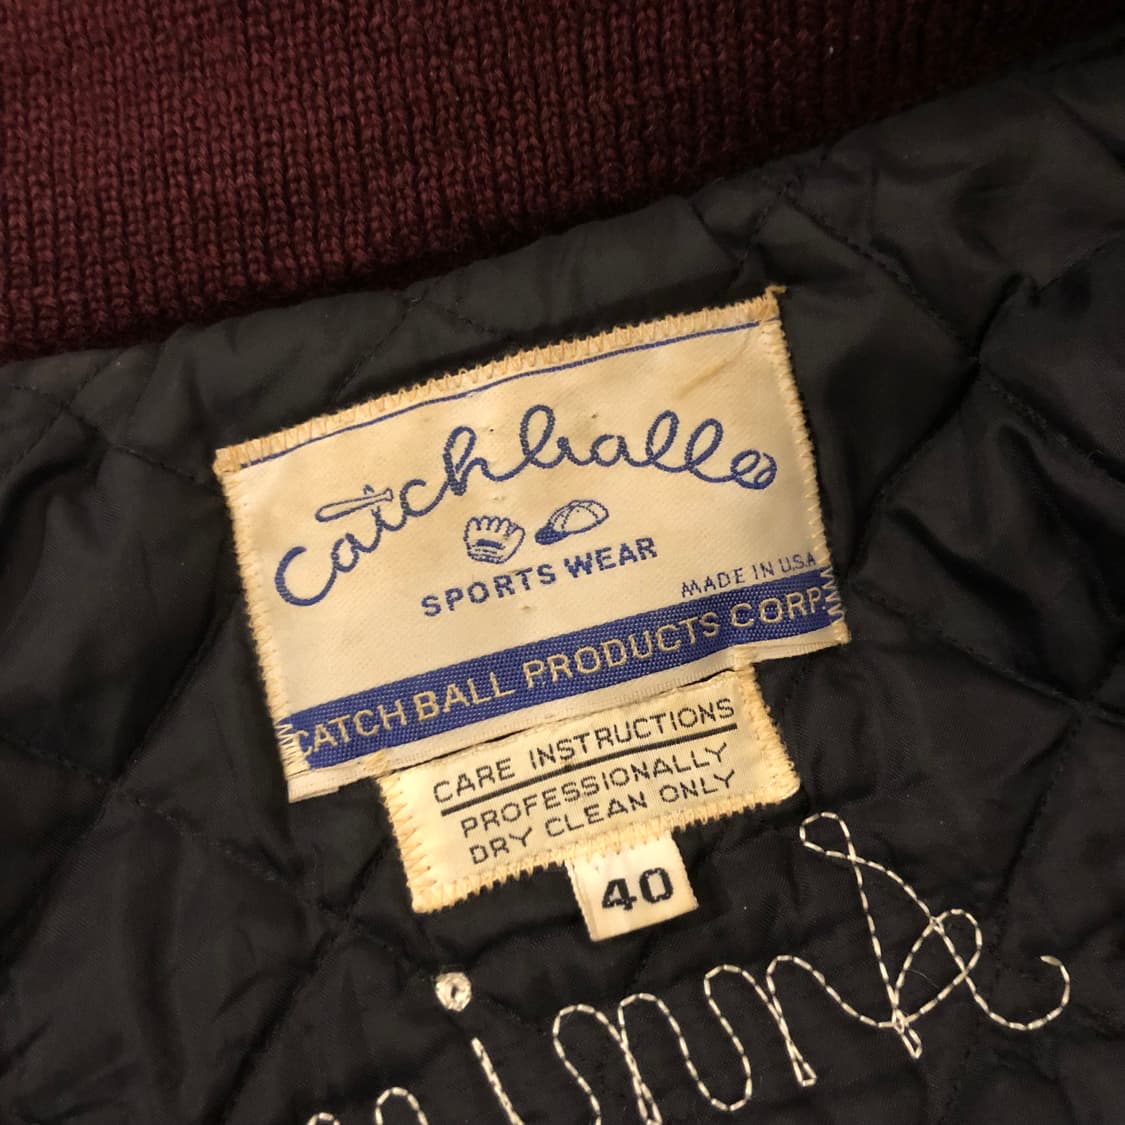 Catchball
SPORTS WEAR
MADE IN U.S.A
CATCH BALL PRODUCTS CORP
CARE INSTRUCTIONS
PROFESSIONALLY
DRY CLEAN ONLY
40